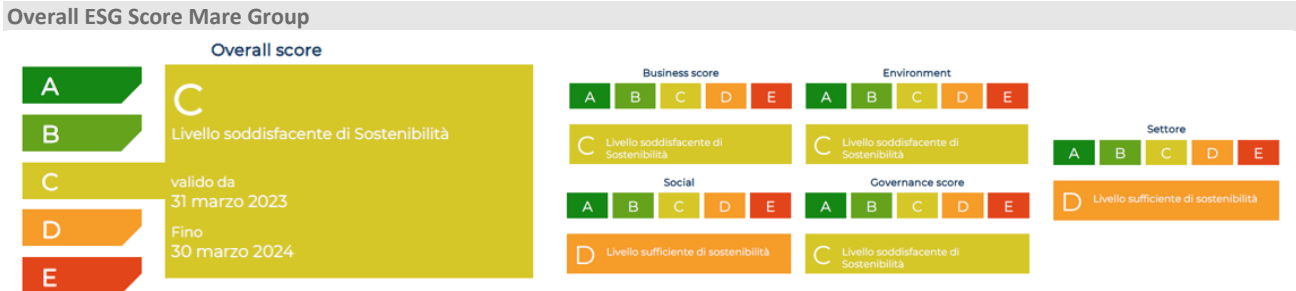 Overall ESG Score Mare Group
Overall score
A
B
C
D
E
C
Livello soddisfacente di Sostenibilità
valido da
31 marzo 2023
Fino
30 marzo 2024
Business score
A B C D E
C Livello soddisfacente di
Sostenibilità
Environment
A B C D E
C Livello soddisfacente di
Sostenibilità
Social
A B C D E
D Livello sufficiente di sostenibilità
Governance score
A B C D E
C Livello soddisfacente di
Sostenibilità
Settore
A B C D E
D Livello sufficiente di sostenibilità